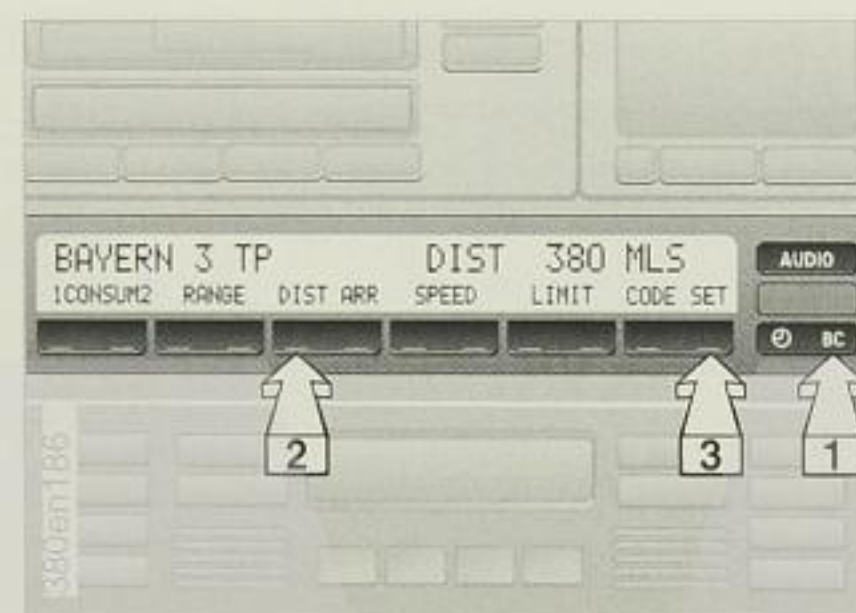 BAYERN 3 TP DIST 380 MLS
1CONSUM2 RANGE DIST ARR SPEED LIMIT CODE SET
AUDIO
BC
2
3
1
380en186